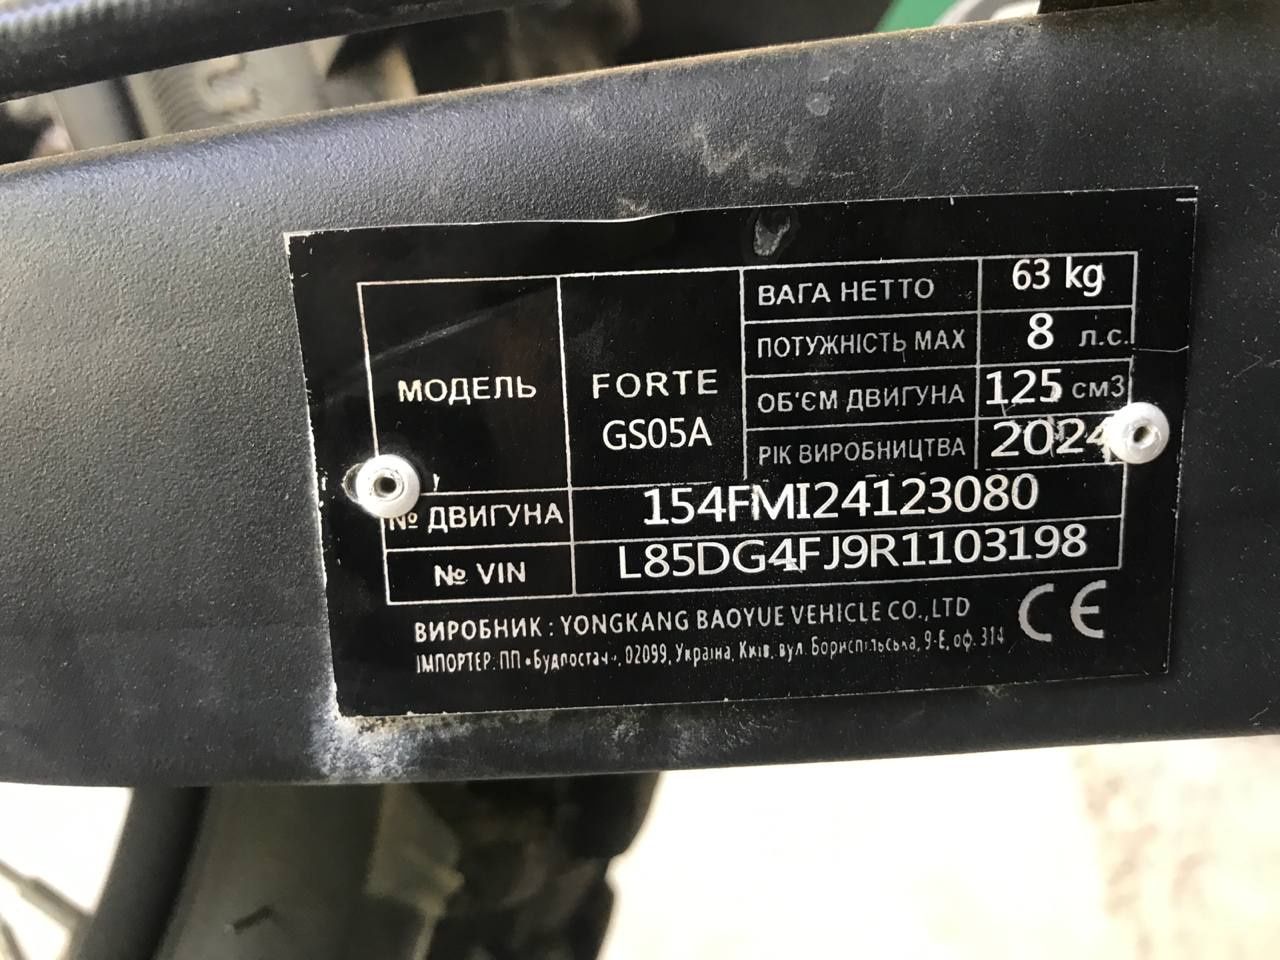 МОДЕЛЬ
FORTE
GS05A
ВАГА НЕТТО 63 kg
ПОТУЖНІСТЬ MAX 8 л.с.
ОБ'ЄМ ДВИГУНА 125 см3
РІК ВИРОБНИЦТВА 2024
№ ДВИГУНА 154FMI24123080
№ VIN L85DG4FJ9R1103198
ВИРОБНИК : YONGKANG BAOYUE VEHICLE CO.,LTD
ІМПОРТЕР: ПП «Будпостач», 02099, Україна, Київ, вул. Бориспільська, 9-Е, оф. 314
CE